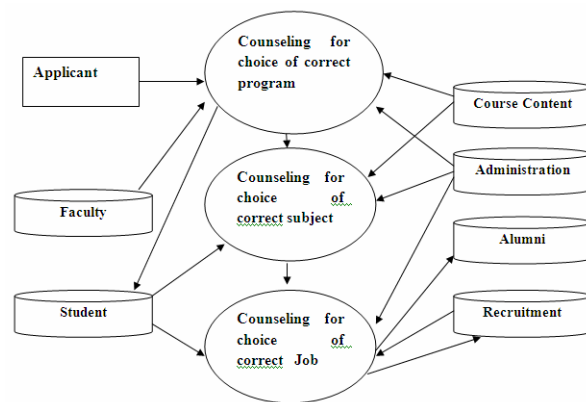 Counseling for
choice of correct
program
Applicant
Course Content
Counseling for
choice of
correct subject
Administration
Faculty
Alumni
Student
Counseling for
choice of
correct Job
Recruitment